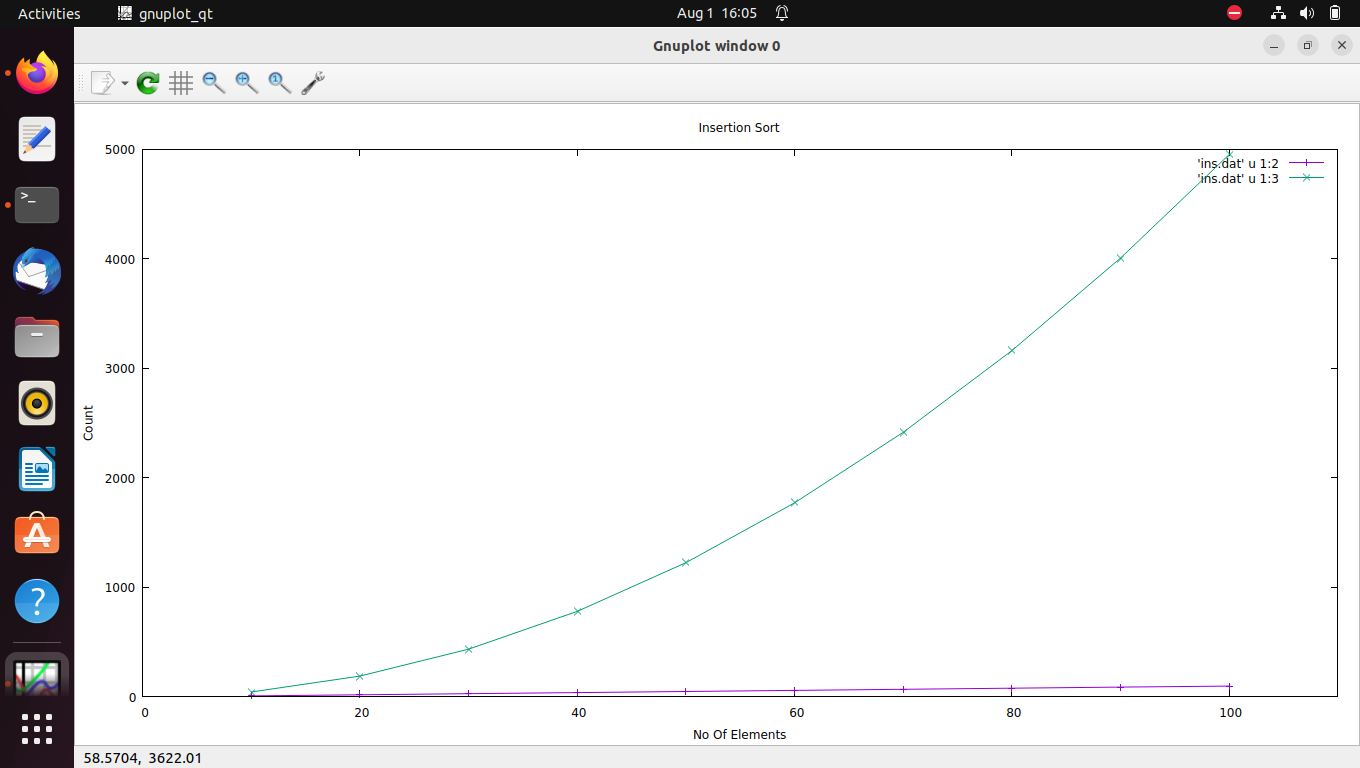 Activities
gnuplot_qt
Aug 1 16:05
Gnuplot window 0
>_
1
A
?
Insertion Sort
'ins.dat' u 1:2
'ins.dat' u 1:3
5000
4000
3000
2000
1000
0
Count
0 20 40 60 80 100
No Of Elements
58.5704, 3622.01